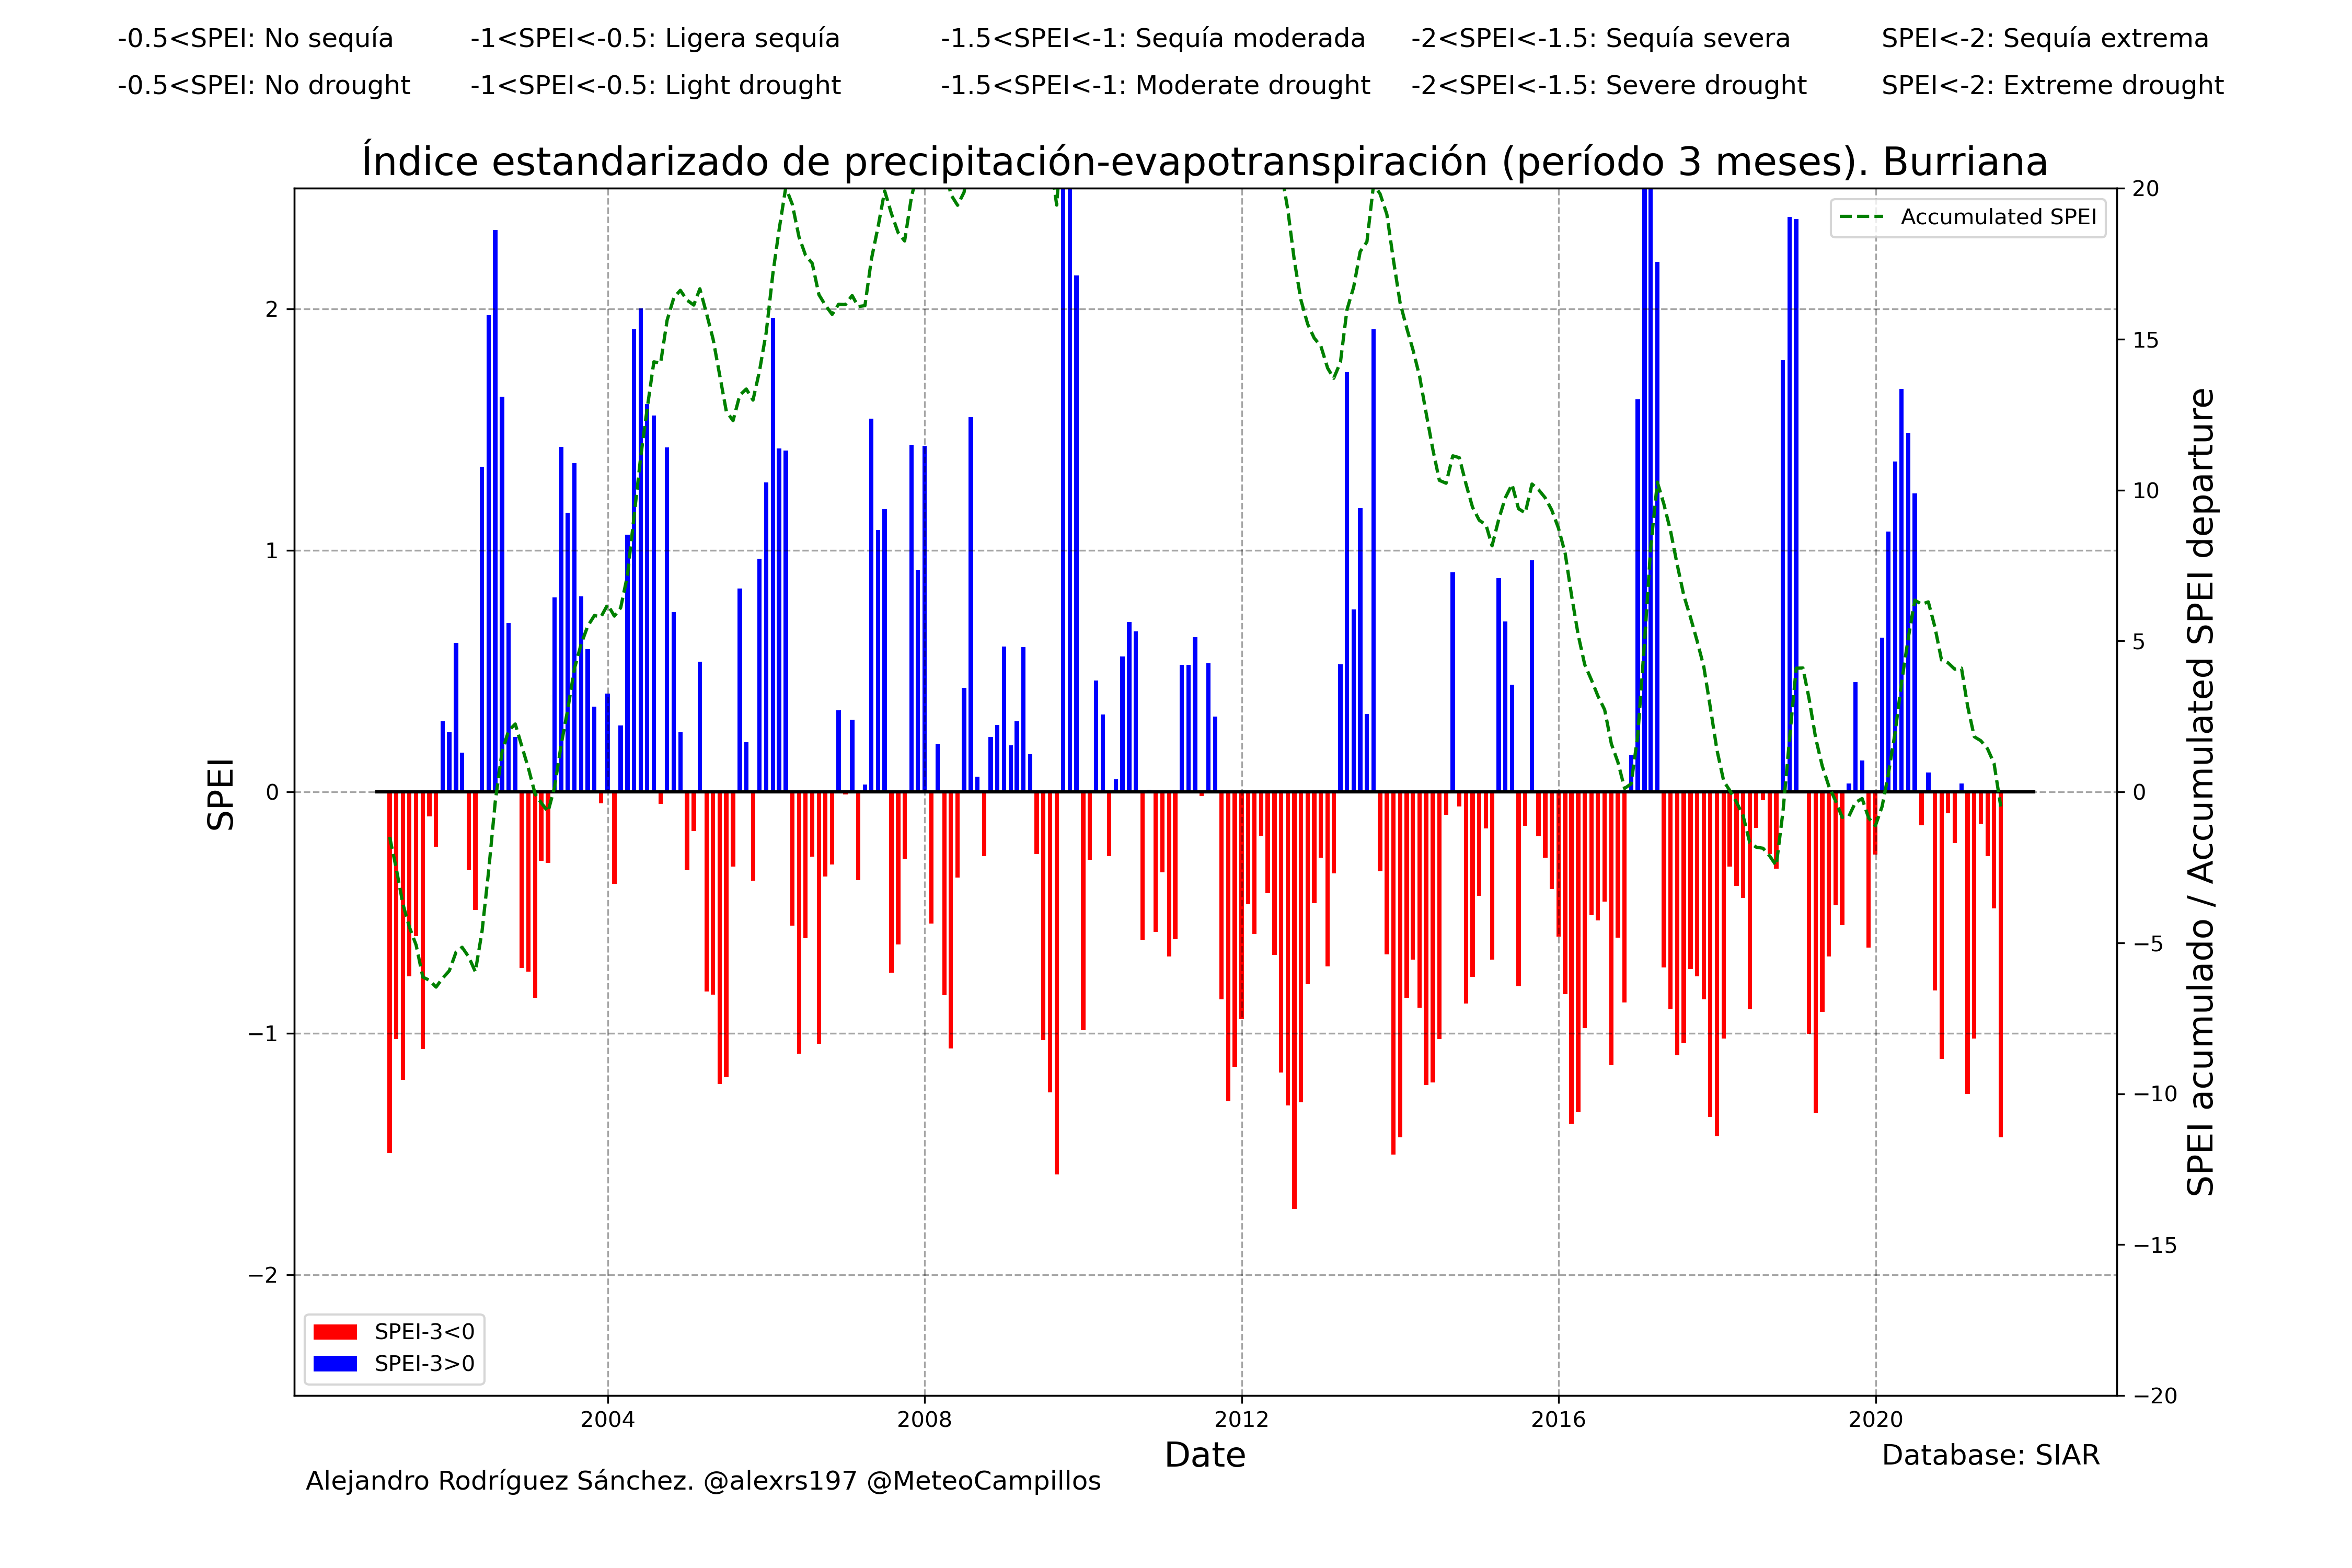 -0.5<SPEI: No sequía
-1<SPEI<-0.5: Ligera sequía
-1.5<SPEI<-1: Sequía moderada
-2<SPEI<-1.5: Sequía severa
SPEI<-2: Sequía extrema
-0.5<SPEI: No drought
-1<SPEI<-0.5: Light drought
-1.5<SPEI<-1: Moderate drought
-2<SPEI<-1.5: Severe drought
SPEI<-2: Extreme drought
Índice estandarizado de precipitación-evapotranspiración (período 3 meses). Burriana
Accumulated SPEI
SPEI
2
1
0
−1
−2
20
15
10
5
0
−5
−10
−15
−20
SPEI acumulado / Accumulated SPEI departure
SPEI-3<0
SPEI-3>0
2004
2008
2012
2016
2020
Date
Database: SIAR
Alejandro Rodríguez Sánchez. @alexrs197 @MeteoCampillos